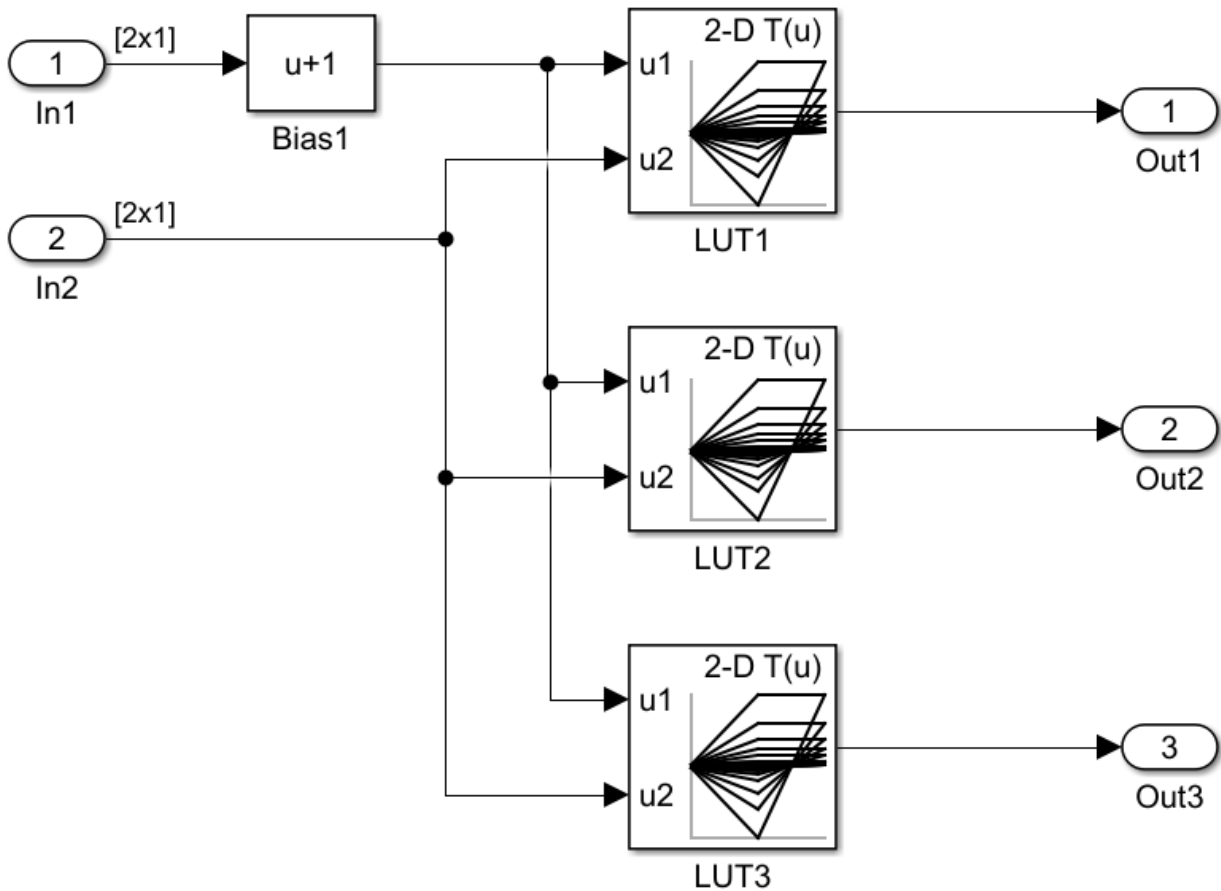 [2x1]
1
In1
u+1
Bias1
[2x1]
2
In2
2-D T(u)
u1
u2
LUT1
1
Out1
2-D T(u)
u1
u2
LUT2
2
Out2
2-D T(u)
u1
u2
LUT3
3
Out3